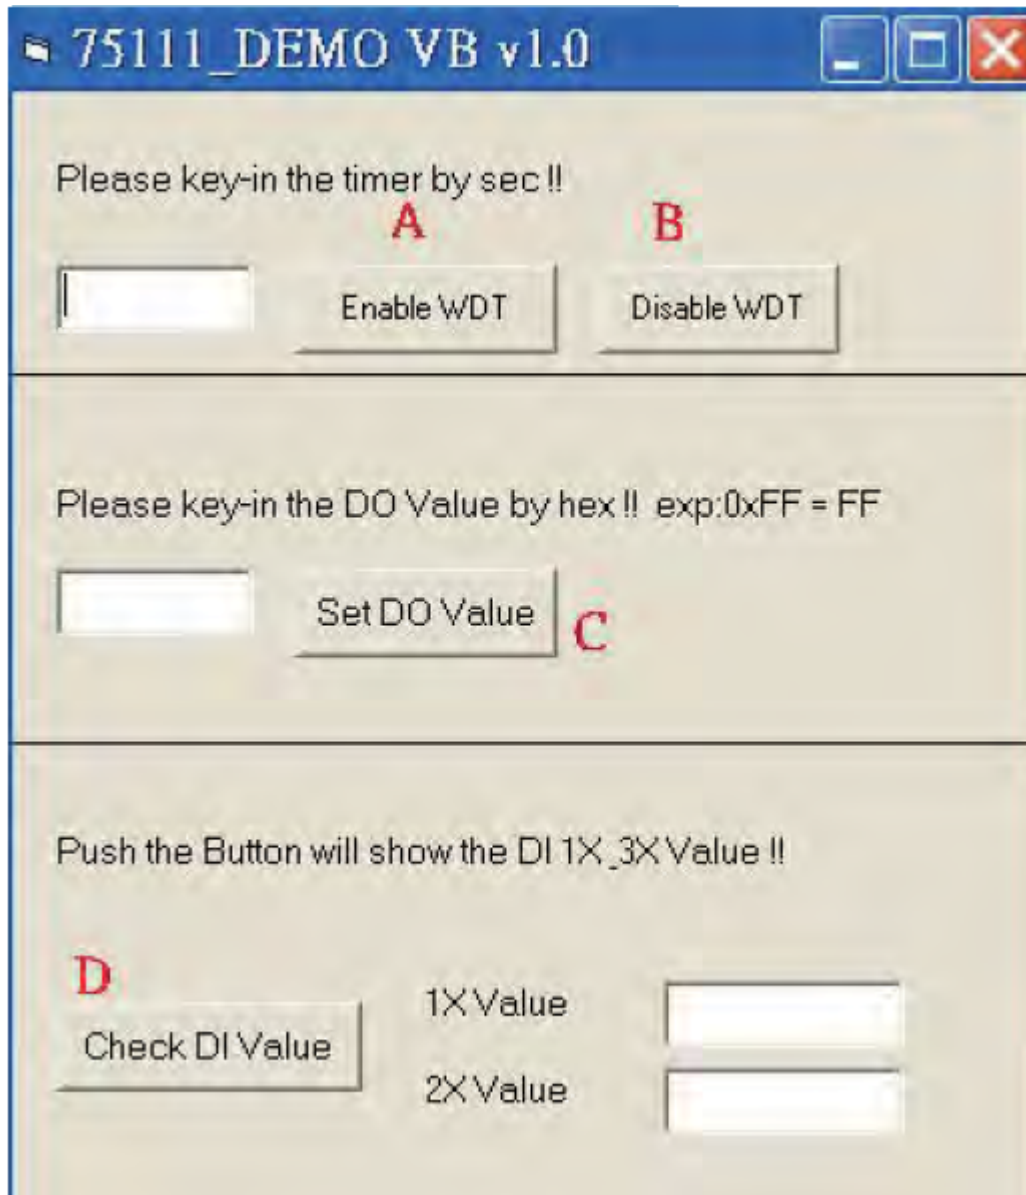 75111_DEMO VB v1.0
Please key-in the timer by sec !!
A
B
Enable WDT
Disable WDT
Please key-in the DO Value by hex !! exp:0xFF = FF
Set DO Value
C
Push the Button will show the DI 1X_3X Value !!
D
1X Value
Check DI Value
2X Value